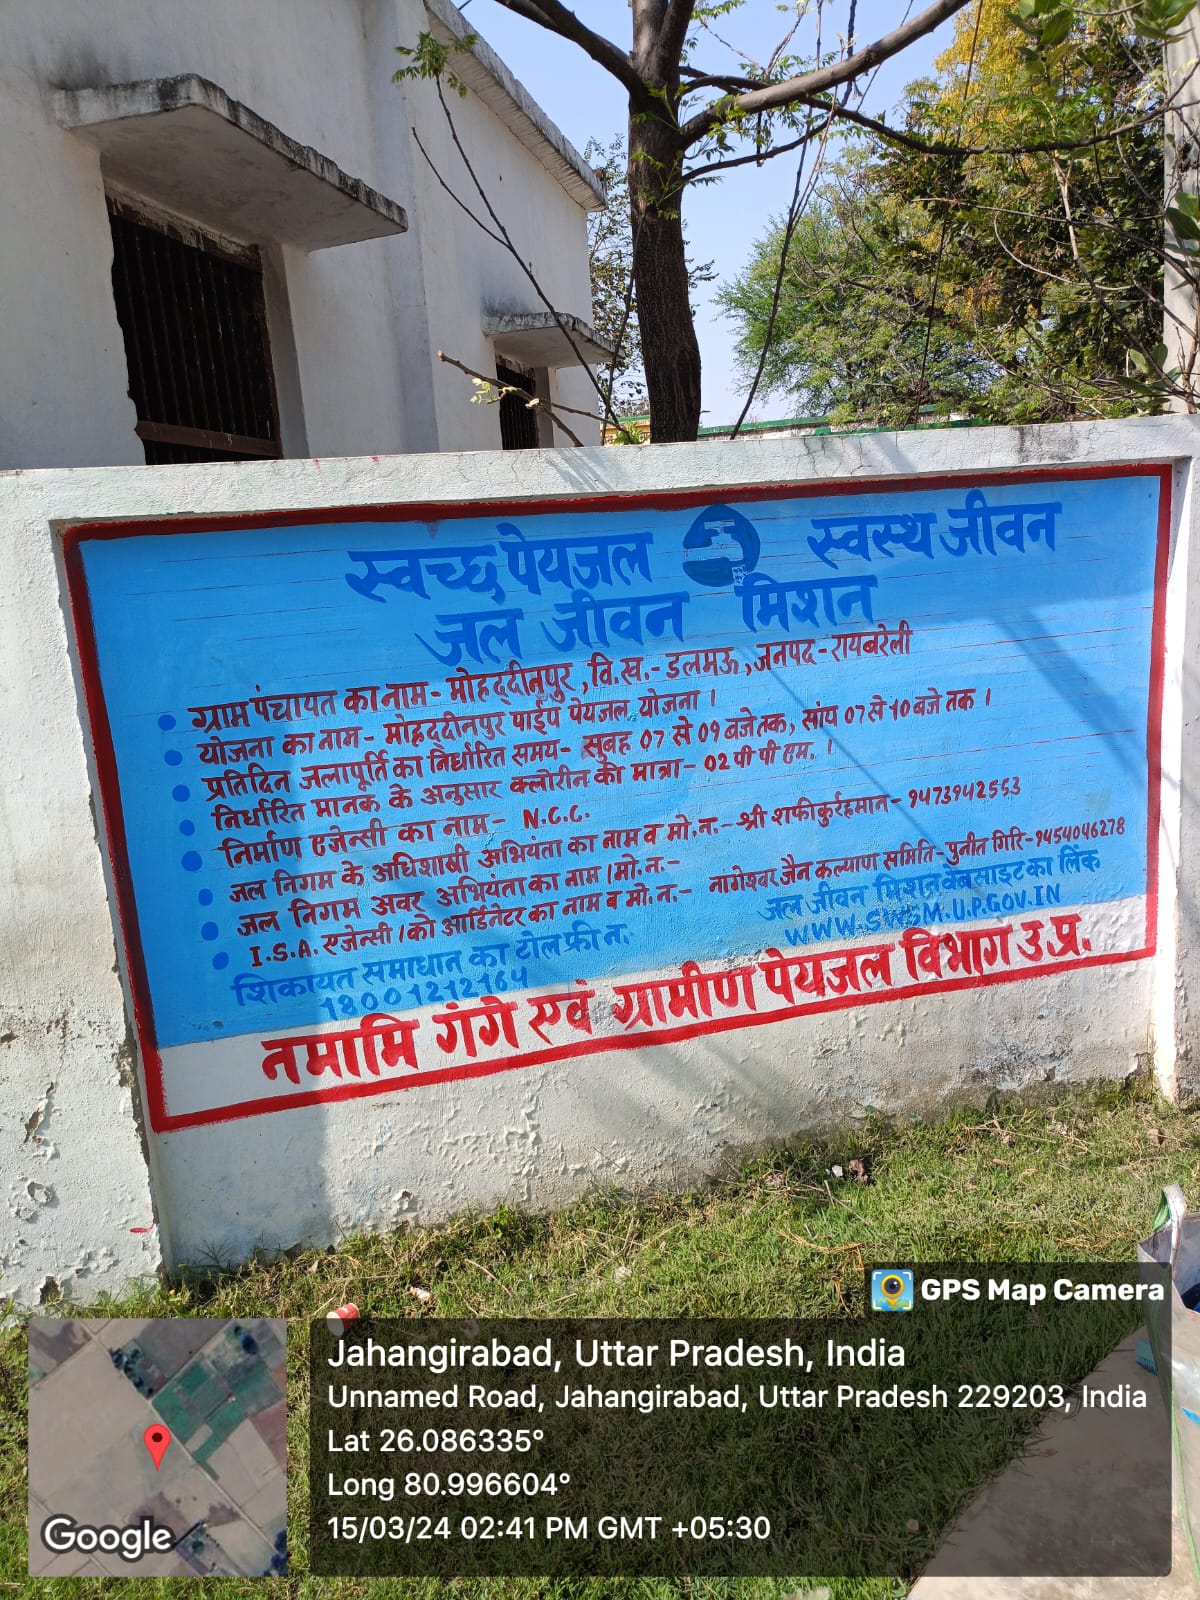 स्वच्छ पेयजल स्वस्थ जीवन
जल जीवन मिशन
ग्राम पंचायत का नाम- मोहद्दीनपुर, वि.ख.- डलमऊ, जनपद- रायबरेली
योजना का नाम- मोहद्दीनपुर पाईप पेयजल योजना ।
प्रतिदिन जलापूर्ति का निर्धारित समय- सुबह 07 से 09 बजे तक, सांय 07 से 10 बजे तक ।
निर्धारित मानक के अनुसार क्लोरीन की मात्रा- 02 पी पी एम. ।
निर्माण एजेन्सी का नाम- N.C.C.
जल निगम के अधिशाषी अभियंता का नाम व मो.न.- श्री शफीकुर्रहमान- 9473942553
जल निगम अवर अभियंता का नाम / मो.न.-
I.S.A. एजेन्सी / को आर्डिनेटर का नाम व मो.न.- नागेश्वर जैन कल्याण समिति- पुनीत गिरि- 9454046278
शिकायत समाधान का टोल फ्री न.:
18001212164
जल जीवन मिशन वेबसाइट का लिंक
WWW.SWSM.U.P.GOV.IN
नमामि गंगे एवं ग्रामीण पेयजल विभाग उ.प्र.
GPS Map Camera
Jahangirabad, Uttar Pradesh, India
Unnamed Road, Jahangirabad, Uttar Pradesh 229203, India
Lat 26.086335°
Long 80.996604°
15/03/24 02:41 PM GMT +05:30
Google